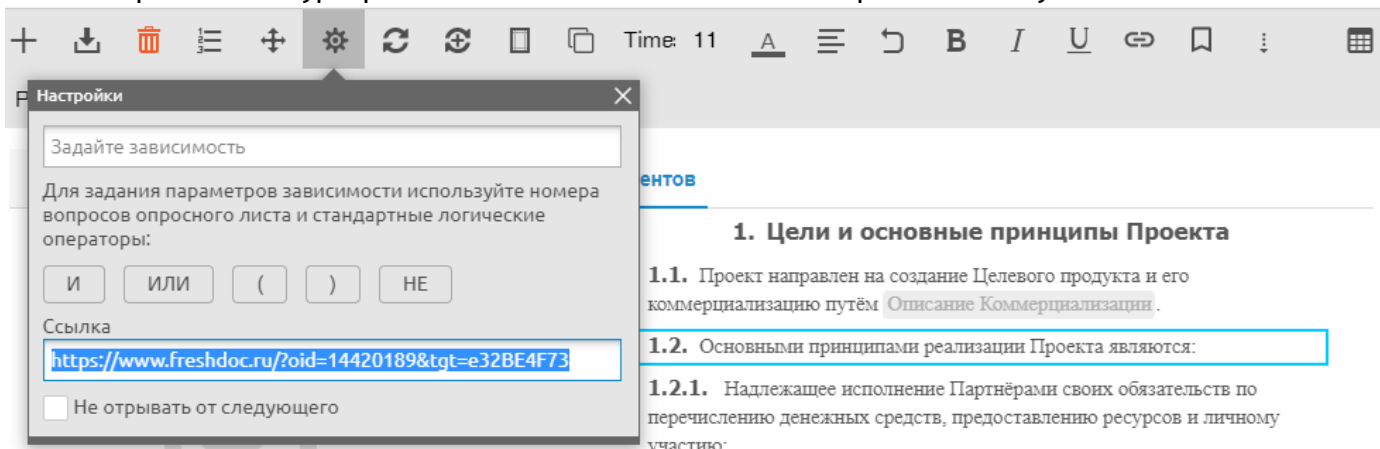 Time: 11 A B I U
Настройки
Задайте зависимость
Для задания параметров зависимости используйте номера
вопросов опросного листа и стандартные логические
операторы:
И ИЛИ ( ) НЕ
Ссылка
https://www.freshdoc.ru/?oid=14420189&tgt=e32BE4F73
Не отрывать от следующего
ентов
1. Цели и основные принципы Проекта
1.1. Проект направлен на создание Целевого продукта и его
коммерциализацию путём Описание Коммерциализации.
1.2. Основными принципами реализации Проекта являются:
1.2.1. Надлежащее исполнение Партнёрами своих обязательств по
перечислению денежных средств, предоставлению ресурсов и личному
участию: